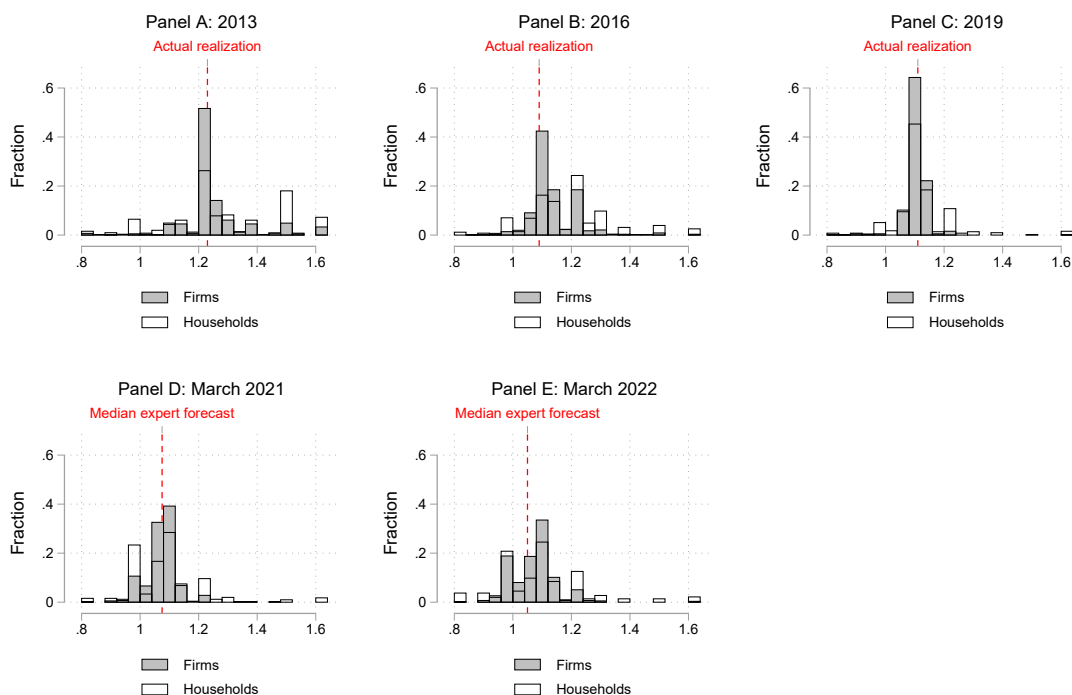 Panel A: 2013
Actual realization
Fraction
.6
.4
.2
0
.8 1 1.2 1.4 1.6
Firms
Households
Panel B: 2016
Actual realization
Fraction
.6
.4
.2
0
.8 1 1.2 1.4 1.6
Firms
Households
Panel C: 2019
Actual realization
Fraction
.6
.4
.2
0
.8 1 1.2 1.4 1.6
Firms
Households
Panel D: March 2021
Median expert forecast
Fraction
.6
.4
.2
0
.8 1 1.2 1.4 1.6
Firms
Households
Panel E: March 2022
Median expert forecast
Fraction
.6
.4
.2
0
.8 1 1.2 1.4 1.6
Firms
Households